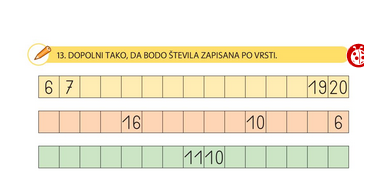 13. DOPOLNI TAKO, DA BODO ŠTEVILA ZAPISANA PO VRSTI.
6 7 19 20
16 10 6
11 10